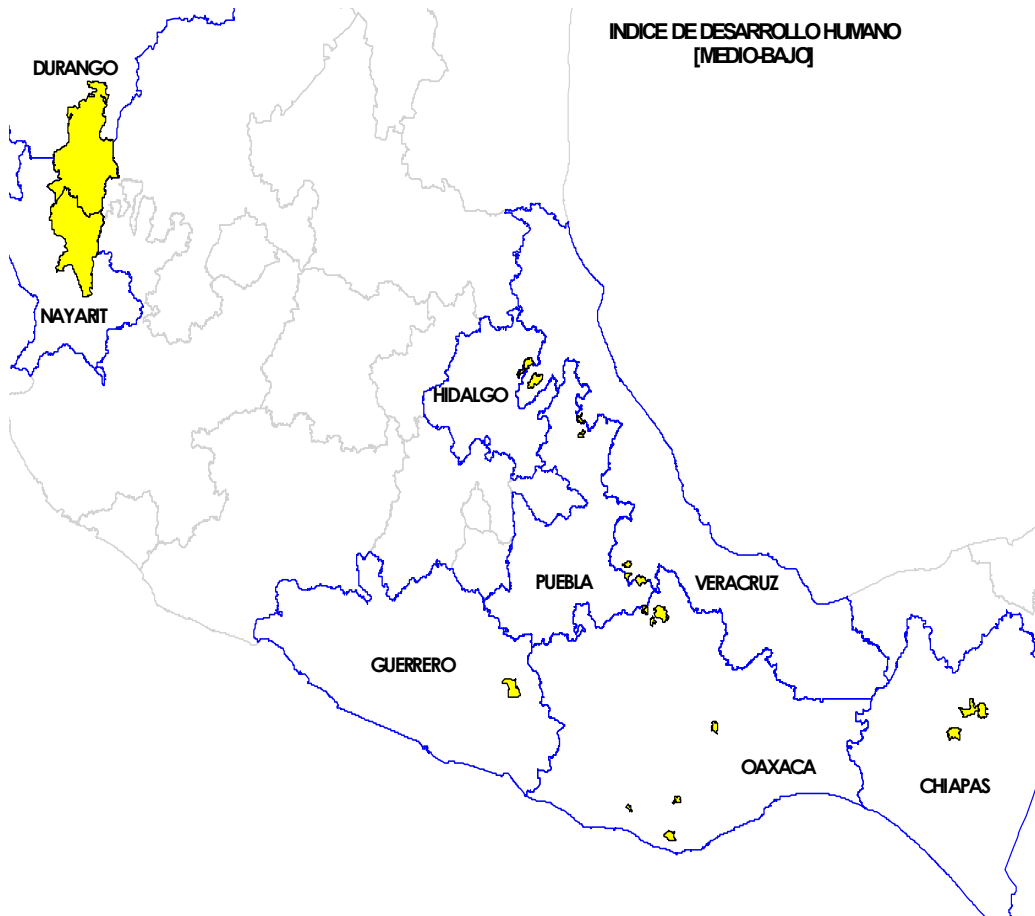 INDICE DE DESARROLLO HUMANO
[MEDIO-BAJO]
DURANGO
NAYARIT
HIDALGO
PUEBLA
VERACRUZ
GUERRERO
OAXACA
CHIAPAS